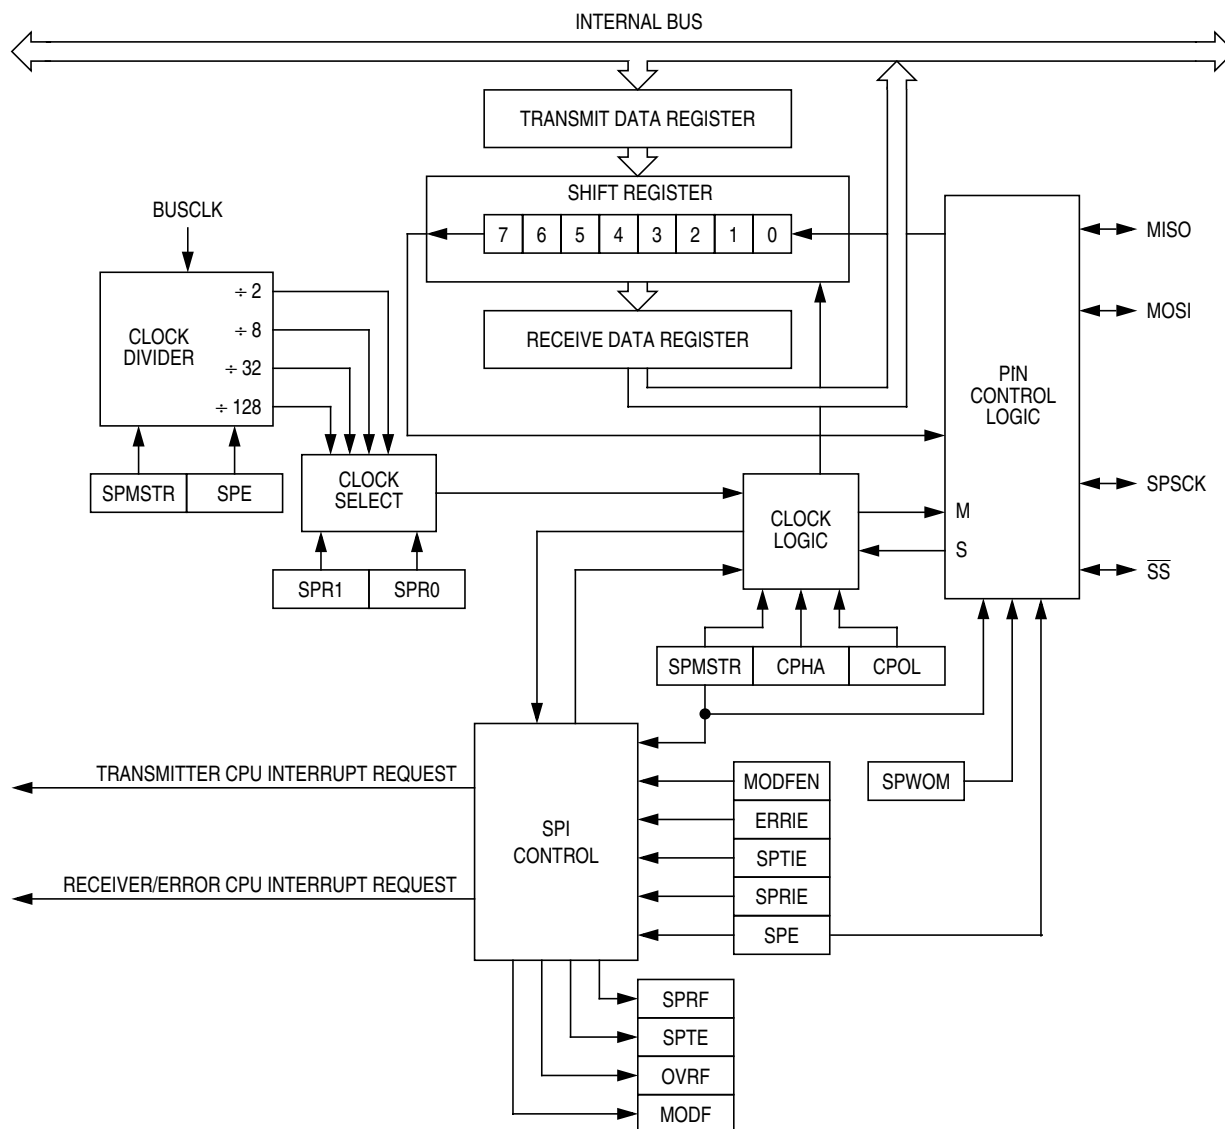 INTERNAL BUS
TRANSMIT DATA REGISTER
SHIFT REGISTER
7 6 5 4 3 2 1 0
RECEIVE DATA REGISTER
BUSCLK
CLOCK
DIVIDER
÷ 2
÷ 8
÷ 32
÷ 128
SPMSTR SPE
CLOCK
SELECT
SPR1 SPR0
PIN
CONTROL
LOGIC
M
S
MISO
MOSI
SPSCK
S̅S̅
CLOCK
LOGIC
SPMSTR CPHA CPOL
TRANSMITTER CPU INTERRUPT REQUEST
RECEIVER/ERROR CPU INTERRUPT REQUEST
SPI
CONTROL
MODFEN
ERRIE
SPTIE
SPRIE
SPE
SPWOM
SPRF
SPTE
OVRF
MODF